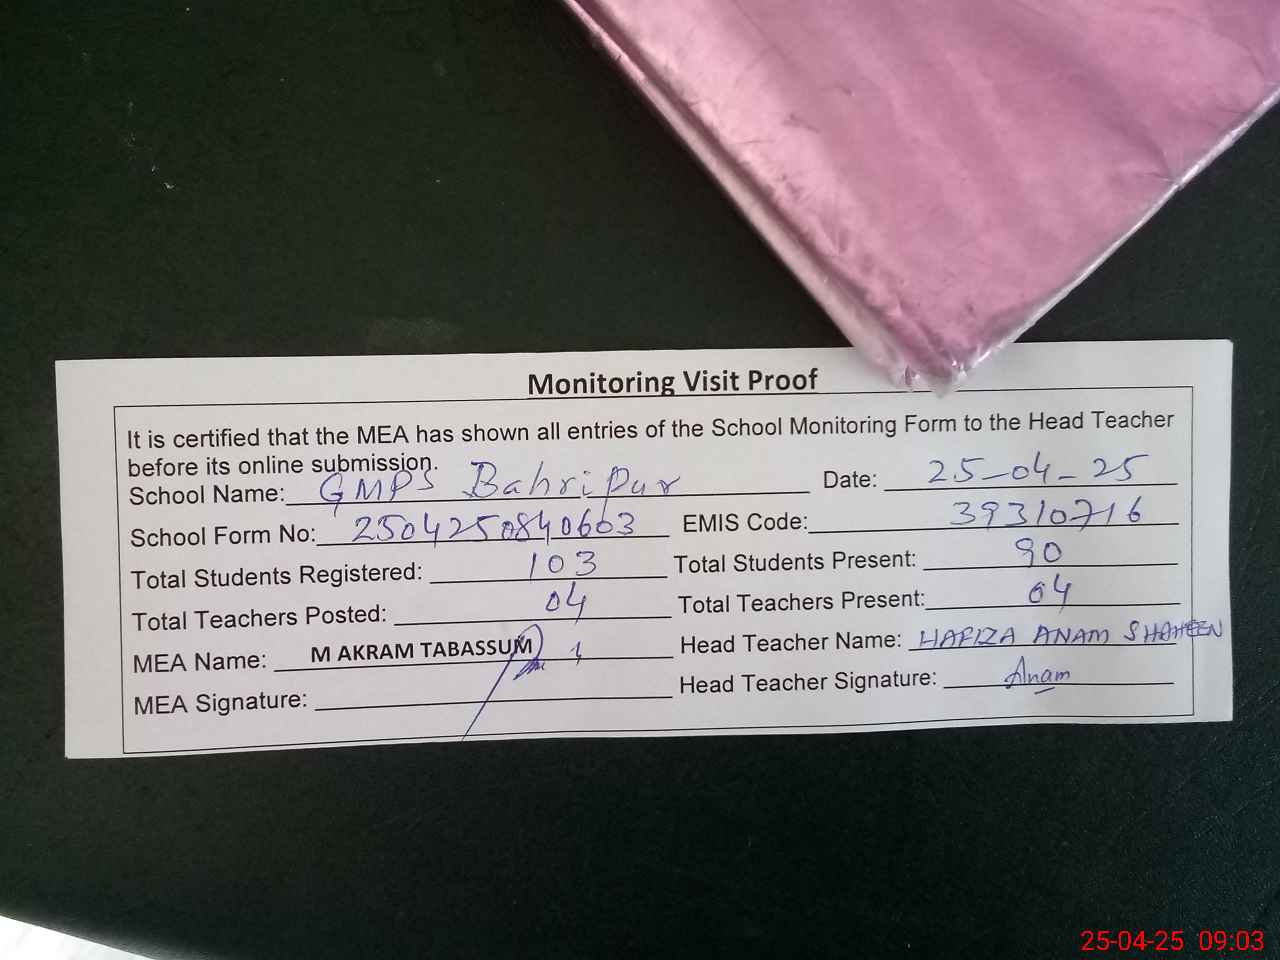 Monitoring Visit Proof
It is certified that the MEA has shown all entries of the School Monitoring Form to the Head Teacher
before its online submission.
School Name: GMPS Bahripur Date: 25-04-25
School Form No: 2504250840603 EMIS Code: 39310716
Total Students Registered: 103 Total Students Present: 90
Total Teachers Posted: 04 Total Teachers Present: 04
MEA Name: M AKRAM TABASSUM Head Teacher Name: HAFIZA ANAM SHAHEEN
MEA Signature: Head Teacher Signature: Anam
25-04-25 09:03